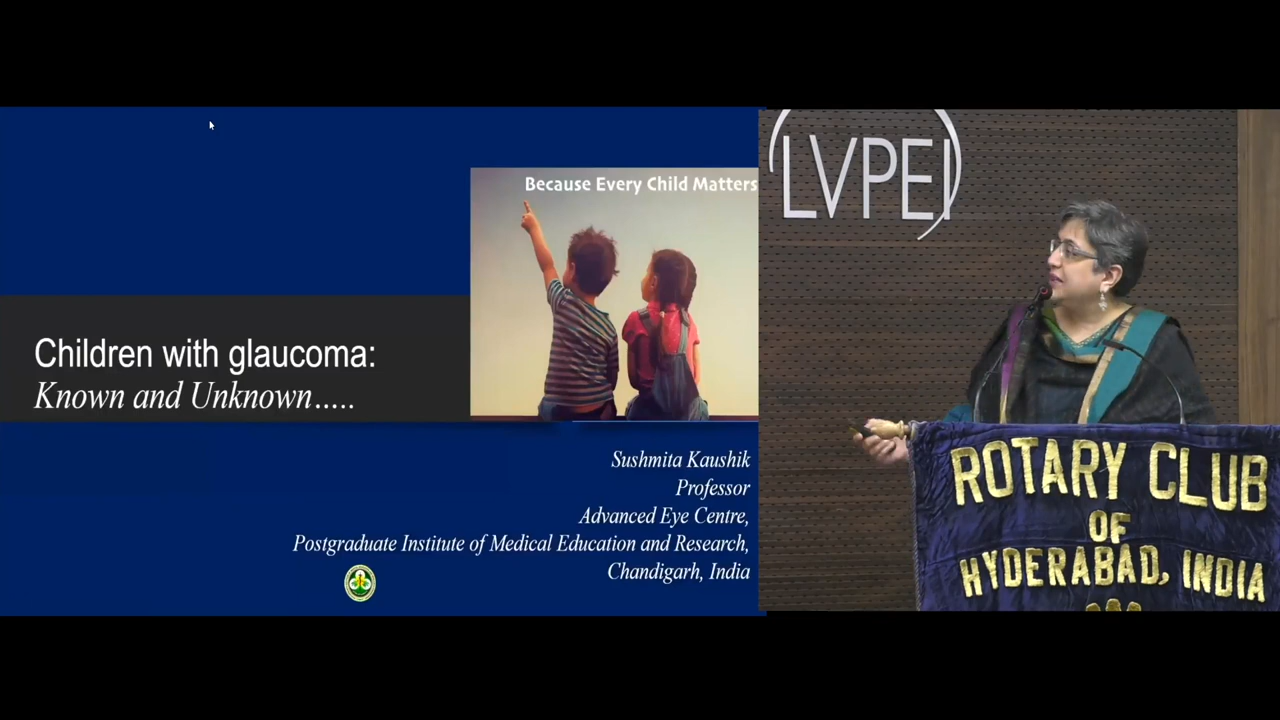 Because Every Child Matters
Children with glaucoma:
Known and Unknown.....
Sushmita Kaushik
Professor
Advanced Eye Centre,
Postgraduate Institute of Medical Education and Research,
Chandigarh, India
LVPEI
ROTARY CLUB
OF
HYDERABAD, INDIA